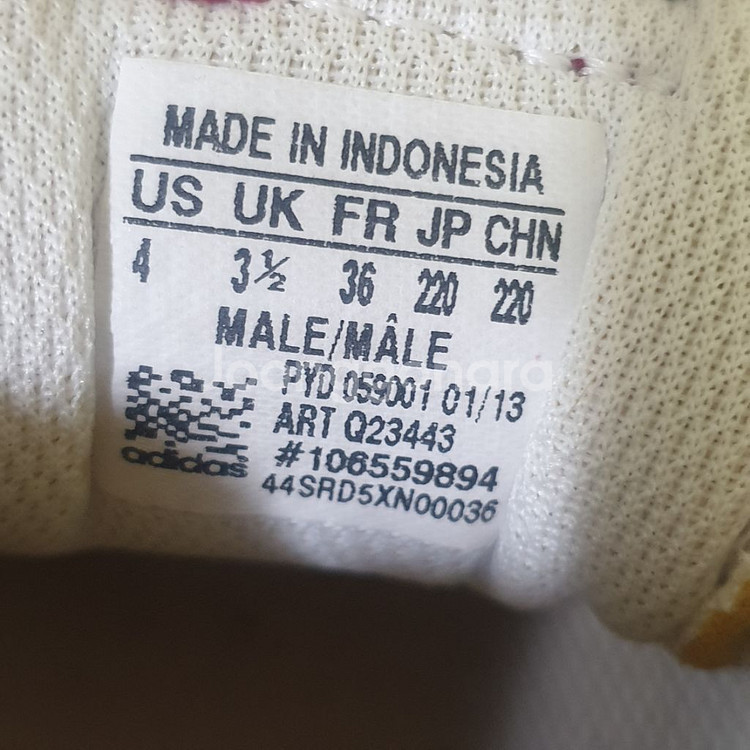 MADE IN INDONESIA
US UK FR JP CHN
4 3½ 36 220 220
MALE/MÂLE
PYD 059001 01/13
ART Q23443
#106559894
44SRD5XN00036
adidas